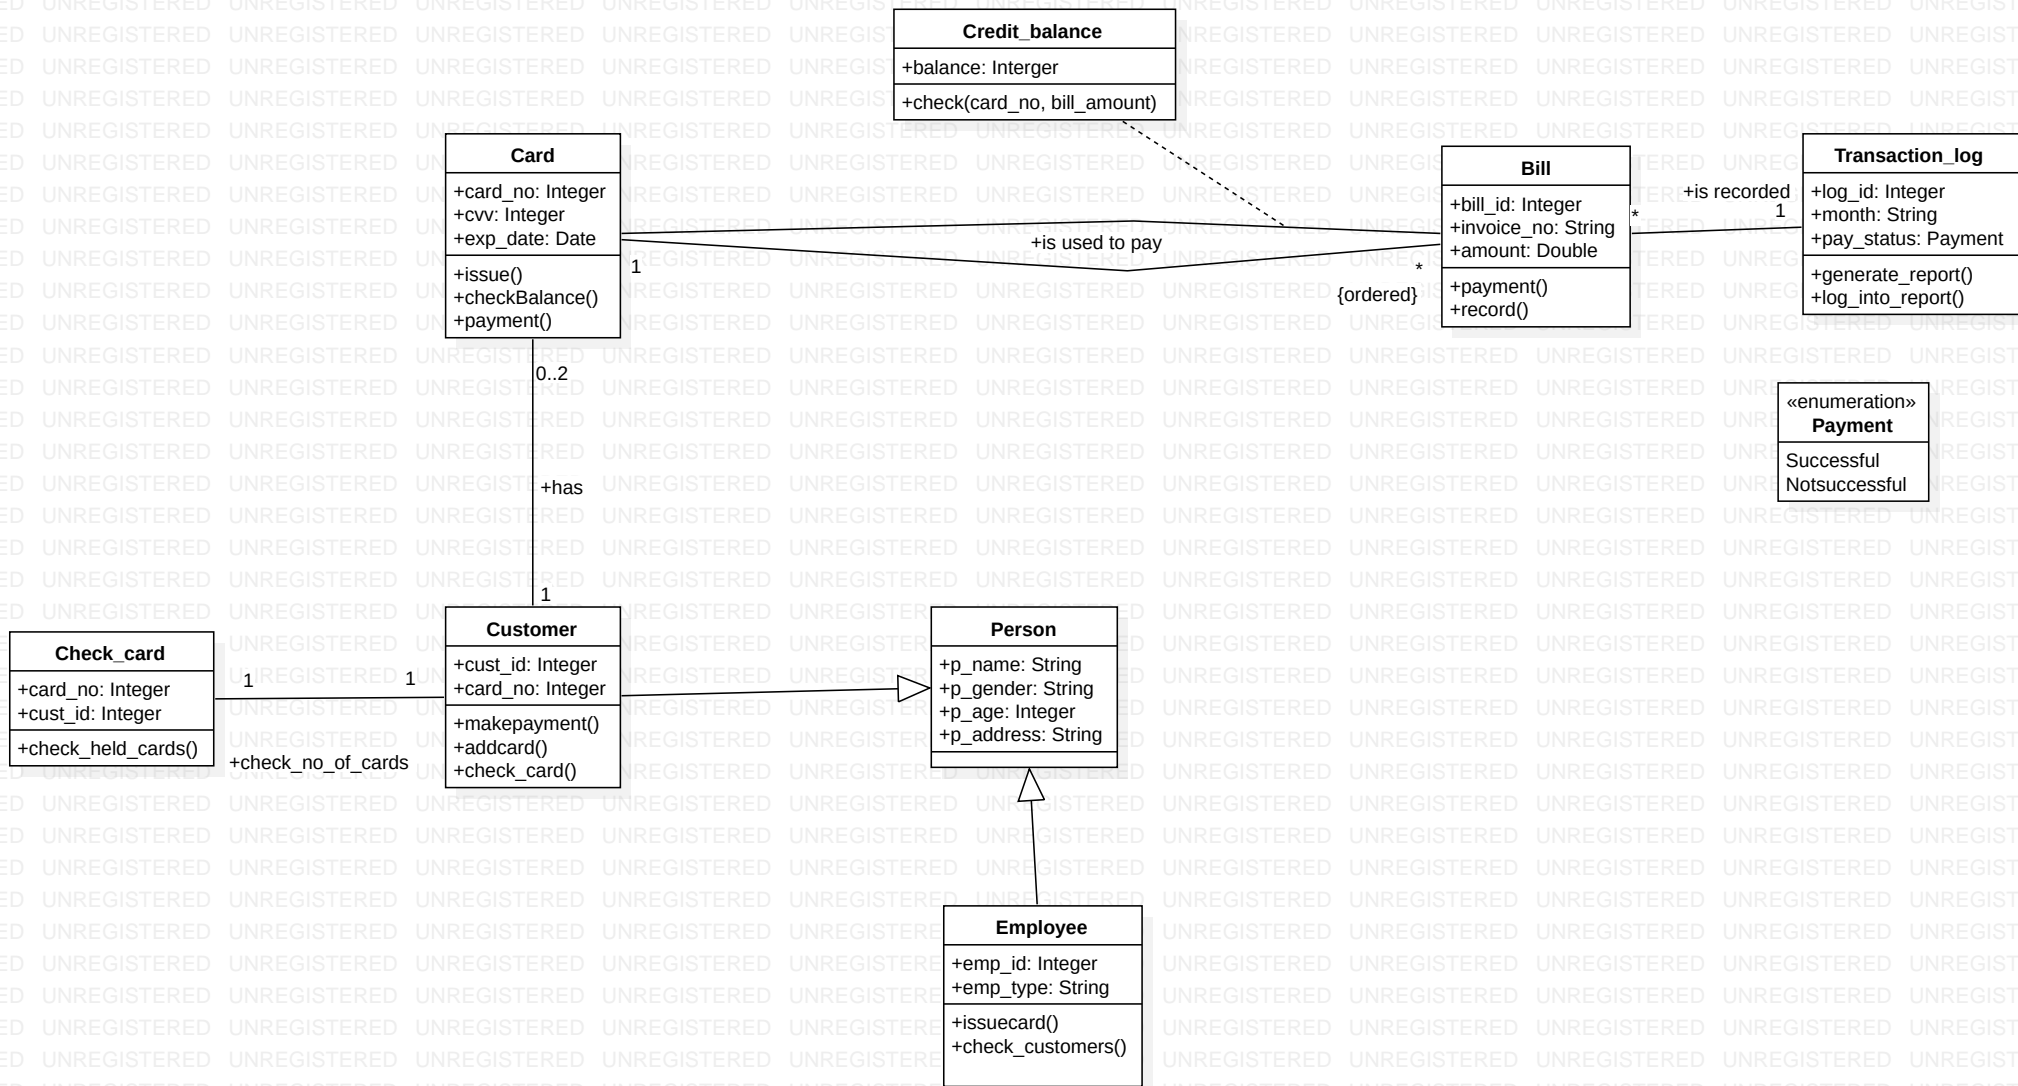 Credit_balance
+balance: Interger
+check(card_no, bill_amount)
Card
+card_no: Integer
+cvv: Integer
+exp_date: Date
+issue()
+checkBalance()
+payment()
1
+is used to pay
*
{ordered}
Bill
+bill_id: Integer
+invoice_no: String
+amount: Double
+payment()
+record()
*
+is recorded
1
Transaction_log
+log_id: Integer
+month: String
+pay_status: Payment
+generate_report()
+log_into_report()
«enumeration»
Payment
Successful
Notsuccessful
0..2
+has
1
Check_card
+card_no: Integer
+cust_id: Integer
+check_held_cards()
1
1
+check_no_of_cards
Customer
+cust_id: Integer
+card_no: Integer
+makepayment()
+addcard()
+check_card()
Person
+p_name: String
+p_gender: String
+p_age: Integer
+p_address: String
Employee
+emp_id: Integer
+emp_type: String
+issuecard()
+check_customers()
UNREGISTERED